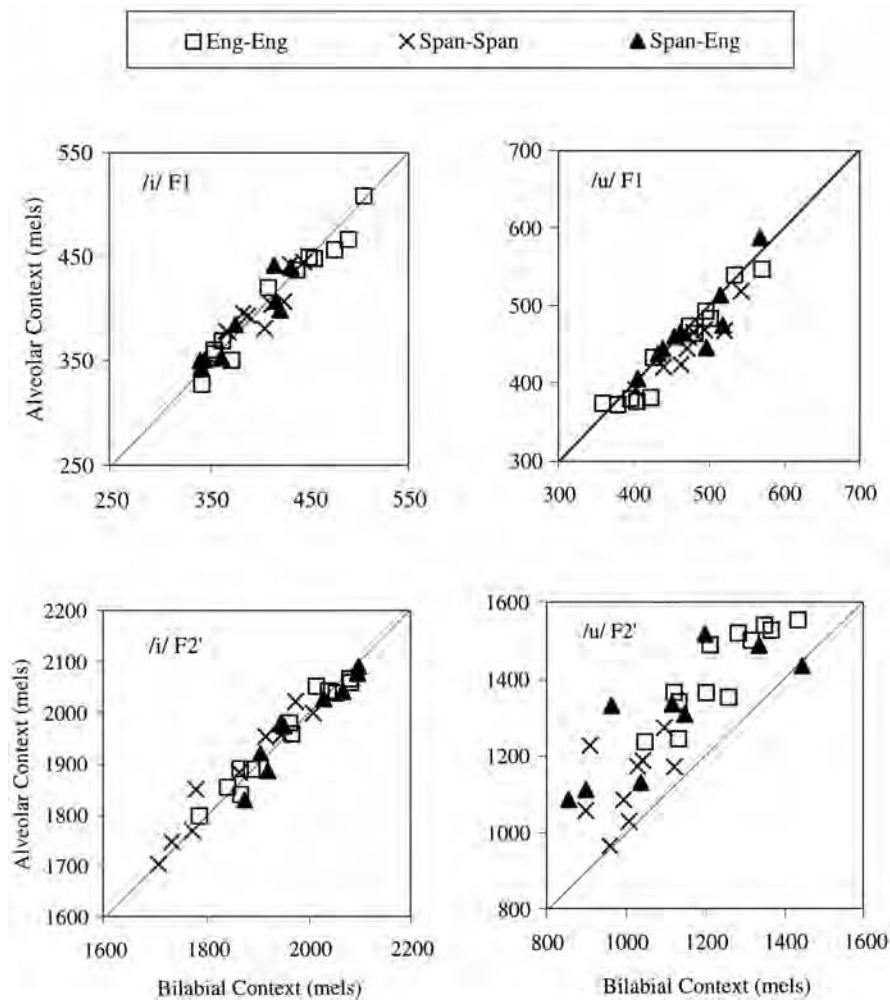 Eng-Eng Span-Span Span-Eng
/i/ F1
550
450
350
250
250 350 450 550
Alveolar Context (mels)
/u/ F1
700
600
500
400
300
300 400 500 600 700
/i/ F2'
2200
2100
2000
1900
1800
1700
1600
1600 1800 2000 2200
Alveolar Context (mels)
Bilabial Context (mels)
/u/ F2'
1600
1400
1200
1000
800
800 1000 1200 1400 1600
Bilabial Context (mels)